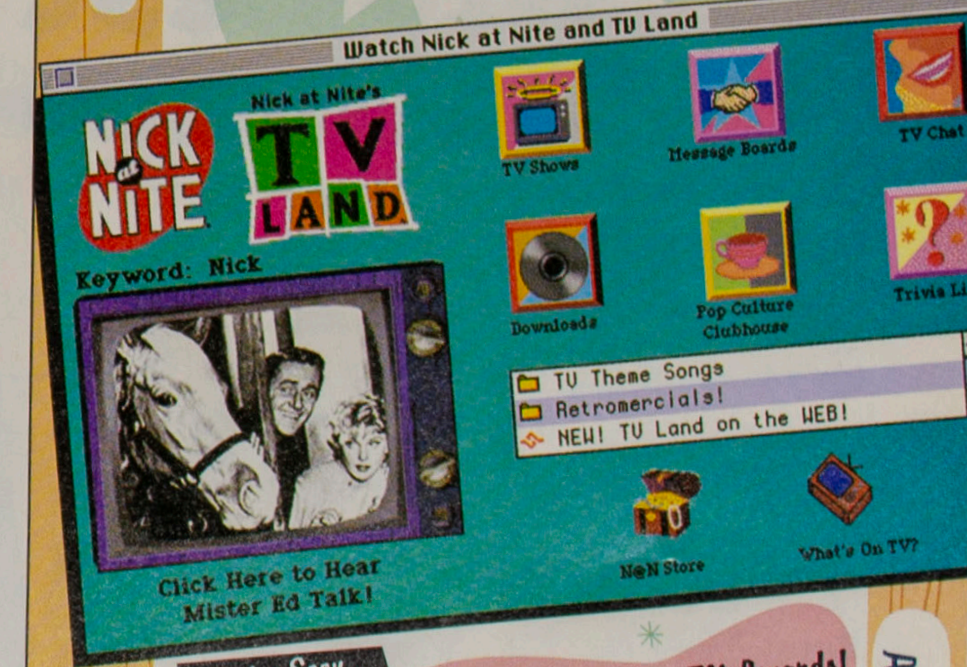 Watch Nick at Nite and TV Land
NICK
at
NITE
Nick at Nite's
TV
LAND
Keyword: Nick
TV Shows
Message Boards
TV Chat
Downloads
Pop Culture
Clubhouse
Trivia Li
TV Theme Songs
Retromercials!
NEW! TV Land on the WEB!
Click Here to Hear
Mister Ed Talk!
N@N Store
What's On TV?